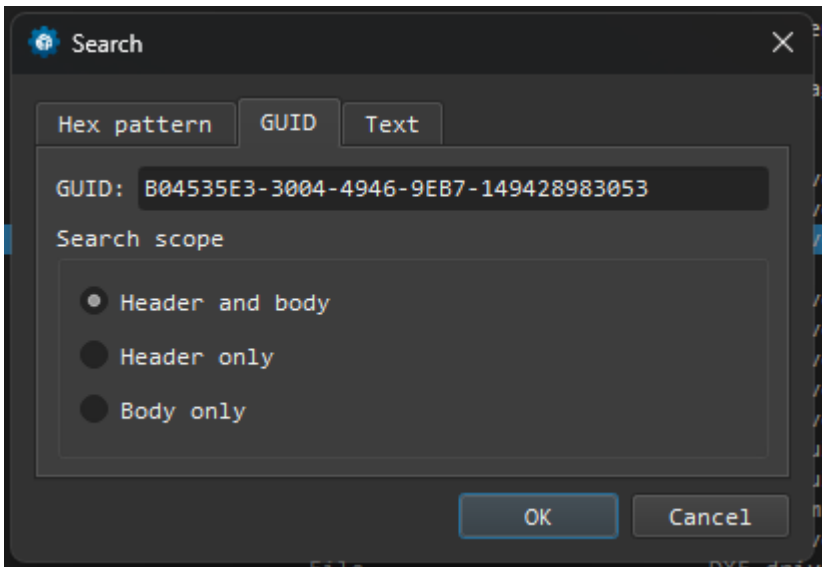 Search
Hex pattern GUID Text
GUID: B04535E3-3004-4946-9EB7-149428983053
Search scope
Header and body
Header only
Body only
OK Cancel